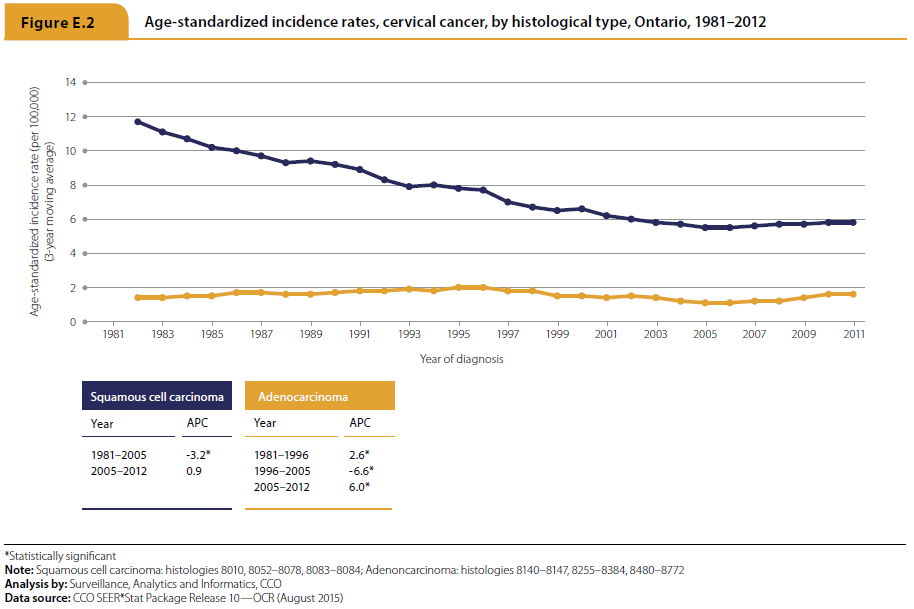 Figure E.2
Age-standardized incidence rates, cervical cancer, by histological type, Ontario, 1981–2012
Age-standardized incidence rate (per 100,000)
(3-year moving average)
14
12
10
8
6
4
2
0
1981 1983 1985 1987 1989 1991 1993 1995 1997 1999 2001 2003 2005 2007 2009 2011
Year of diagnosis
Squamous cell carcinoma
Year APC
1981–2005 -3.2*
2005–2012 0.9
Adenocarcinoma
Year APC
1981–1996 2.6*
1996–2005 -6.6*
2005–2012 6.0*
*Statistically significant
Note: Squamous cell carcinoma: histologies 8010, 8052–8078, 8083–8084; Adenoncarcinoma: histologies 8140–8147, 8255–8384, 8480–8772
Analysis by: Surveillance, Analytics and Informatics, CCO
Data source: CCO SEER*Stat Package Release 10—OCR (August 2015)